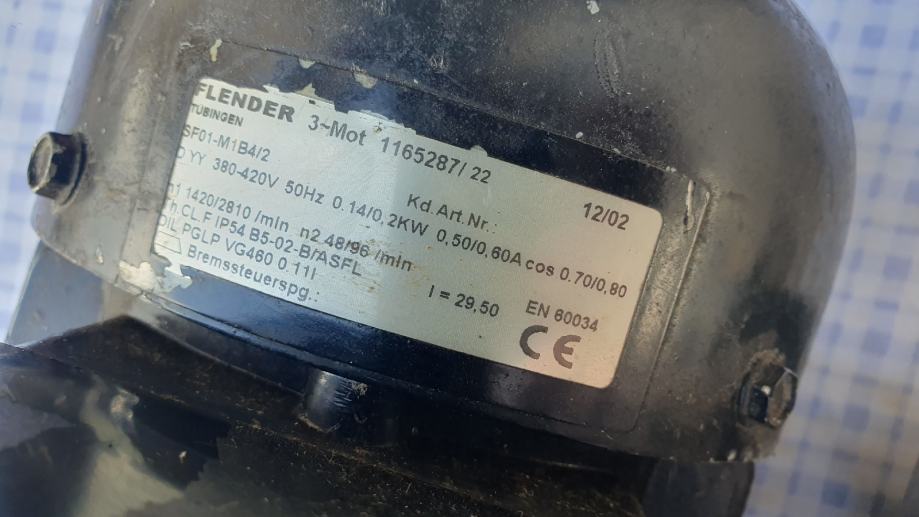 FLENDER 3~Mot 1165287/ 22
TÜBINGEN Kd.Art.Nr.: 12/02
SF01-M1B4/2
D YY 380-420V 50Hz 0.14/0,2KW 0,50/0,60A cos 0.70/0,80
n1 1420/2810 /min n2 48/96 /min
Th.CL.F IP54 B5-02-B/ASFL
OIL PGLP VG460 0.11l I = 29,50 EN 60034
Bremssteuerspg.: CE